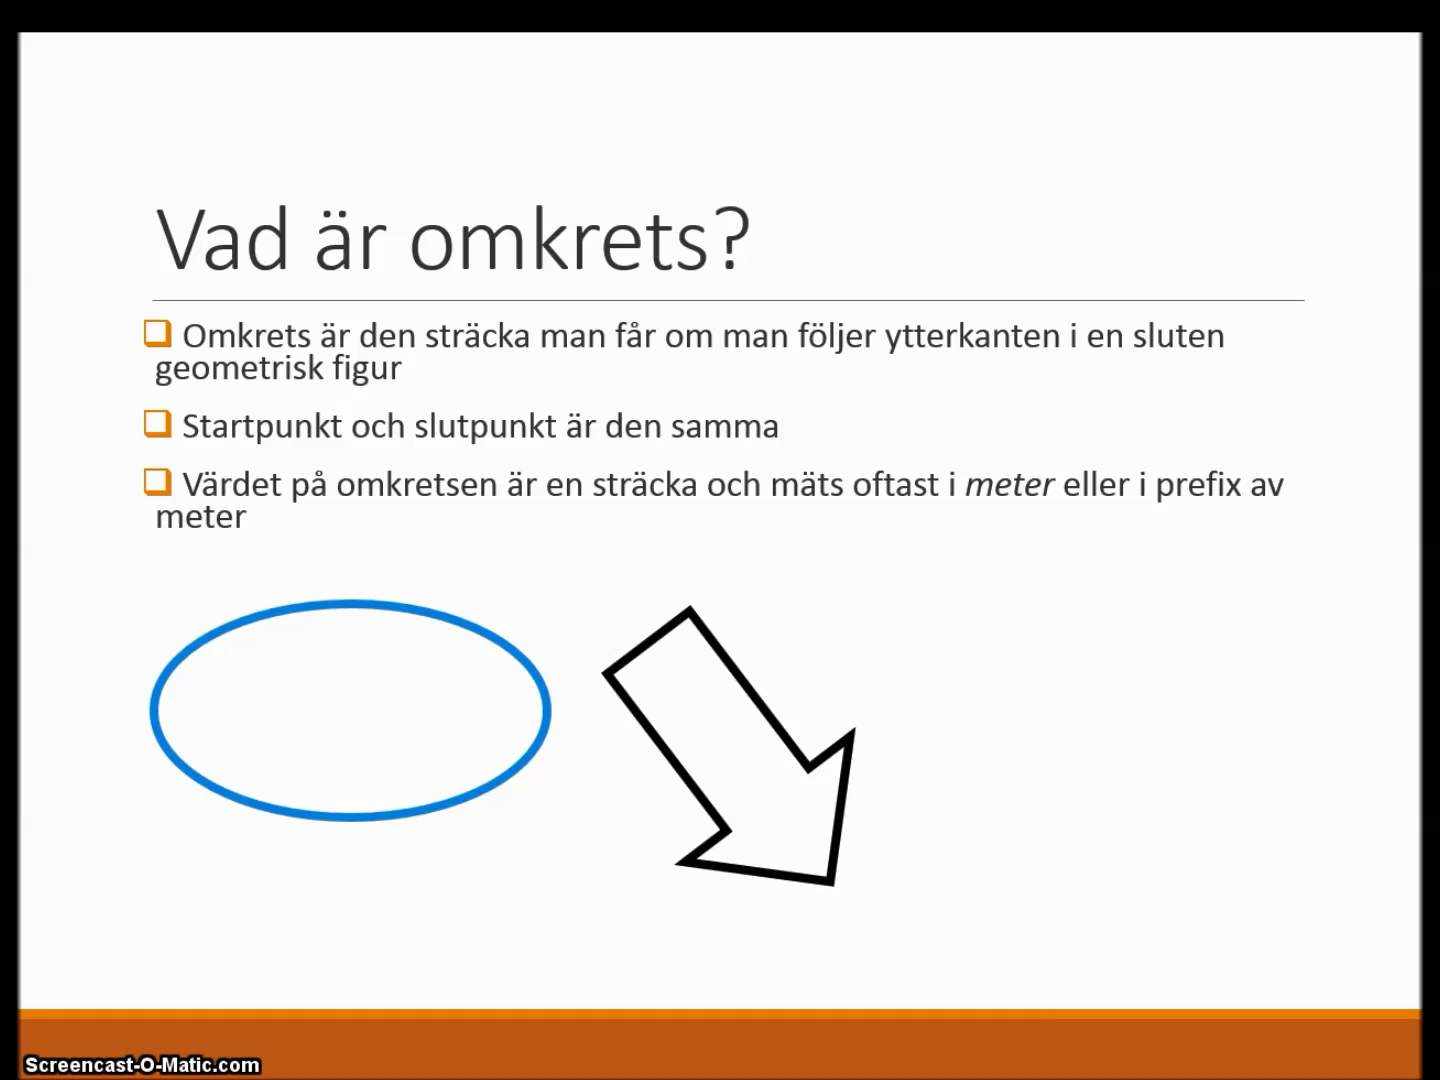 Vad är omkrets?
Omkrets är den sträcka man får om man följer ytterkanten i en sluten
geometrisk figur
Startpunkt och slutpunkt är den samma
Värdet på omkretsen är en sträcka och mäts oftast i meter eller i prefix av
meter
Screencast-O-Matic.com